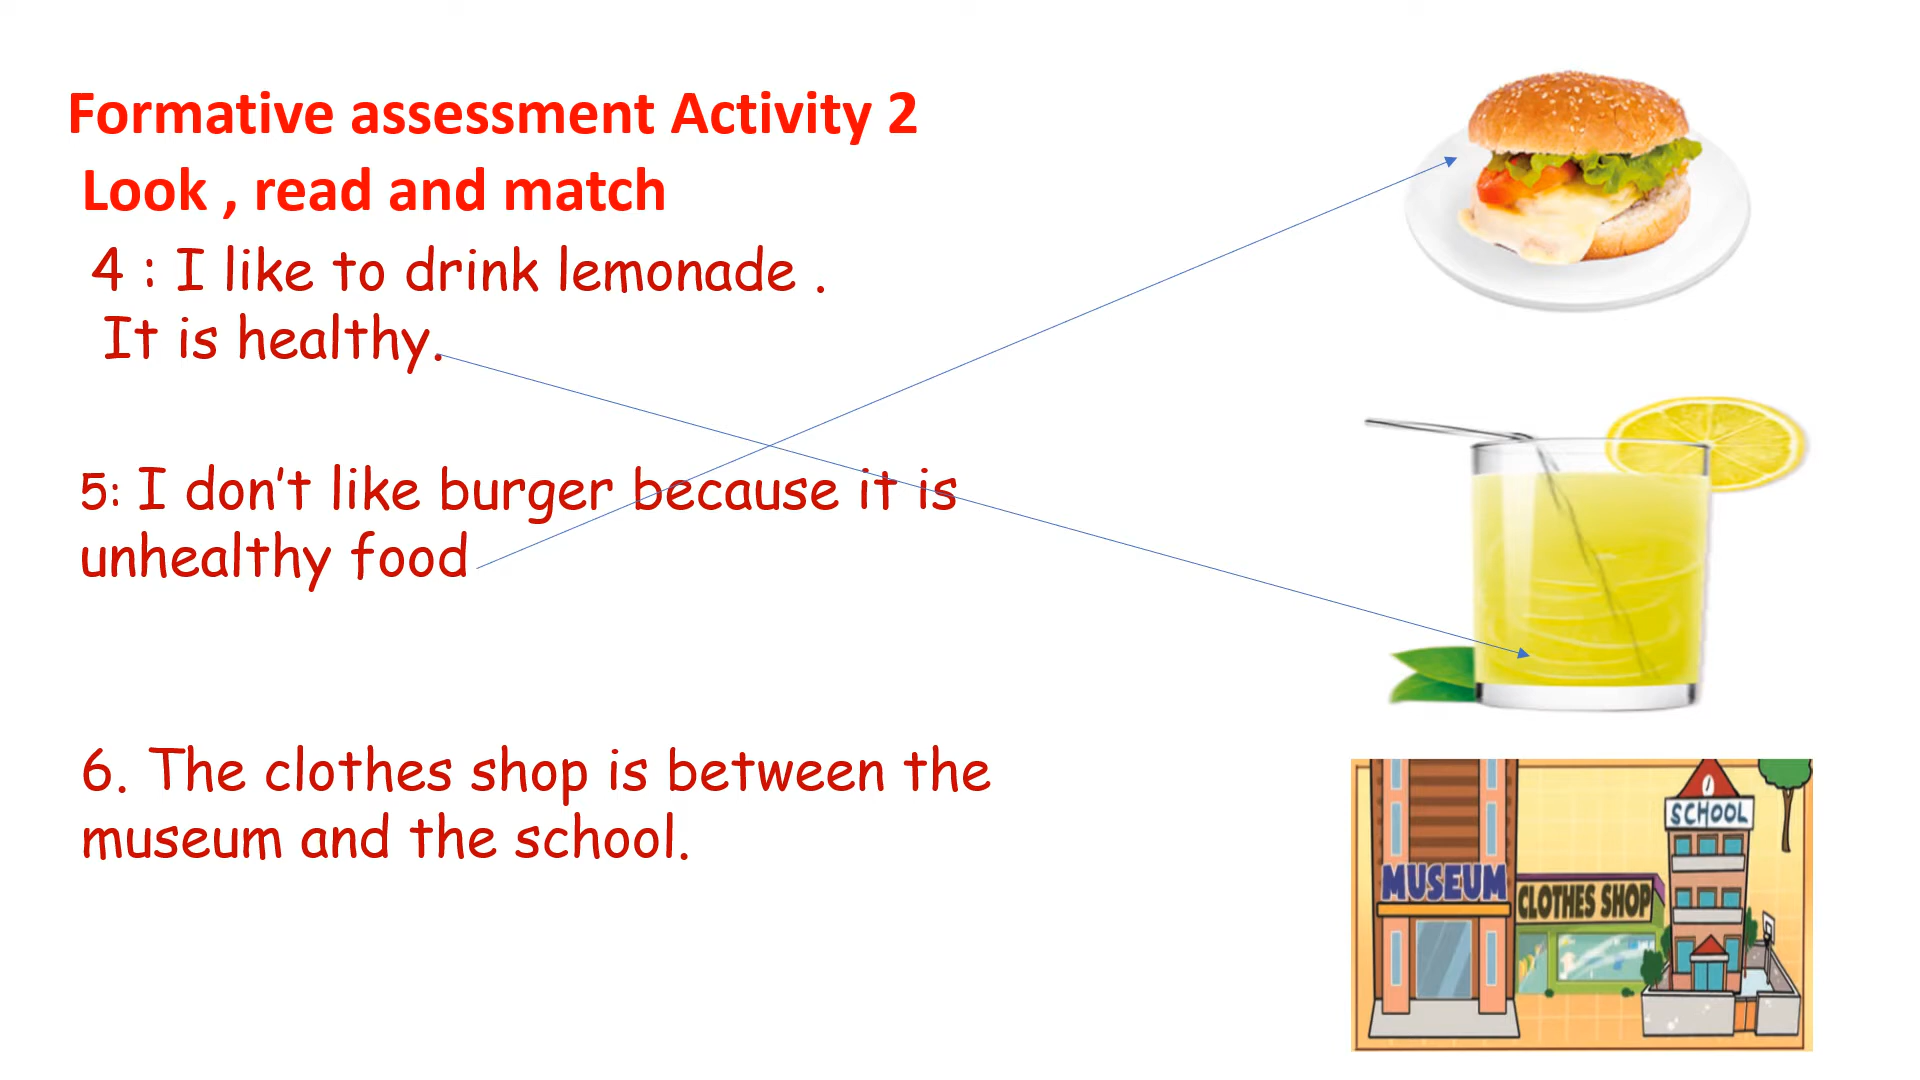 Formative assessment Activity 2
Look , read and match
4 : I like to drink lemonade .
It is healthy.
5: I don't like burger because it is
unhealthy food
6. The clothes shop is between the
museum and the school.
SCHOOL
MUSEUM
CLOTHES SHOP